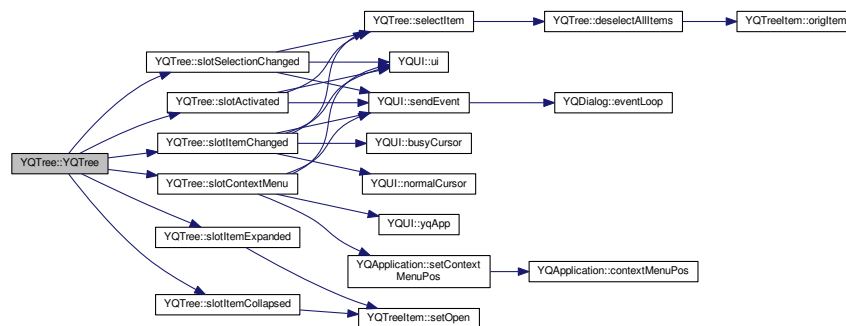 YQTree::YQTree
YQTree::slotSelectionChanged
YQTree::slotActivated
YQTree::slotItemChanged
YQTree::slotContextMenu
YQTree::slotItemExpanded
YQTree::slotItemCollapsed
YQTree::selectItem
YQUI::ui
YQUI::sendEvent
YQUI::busyCursor
YQUI::normalCursor
YQUI::yqApp
YQApplication::setContext
MenuPos
YQTreeItem::setOpen
YQTree::deselectAllItems
YQDialog::eventLoop
YQApplication::contextMenuPos
YQTreeItem::origItem